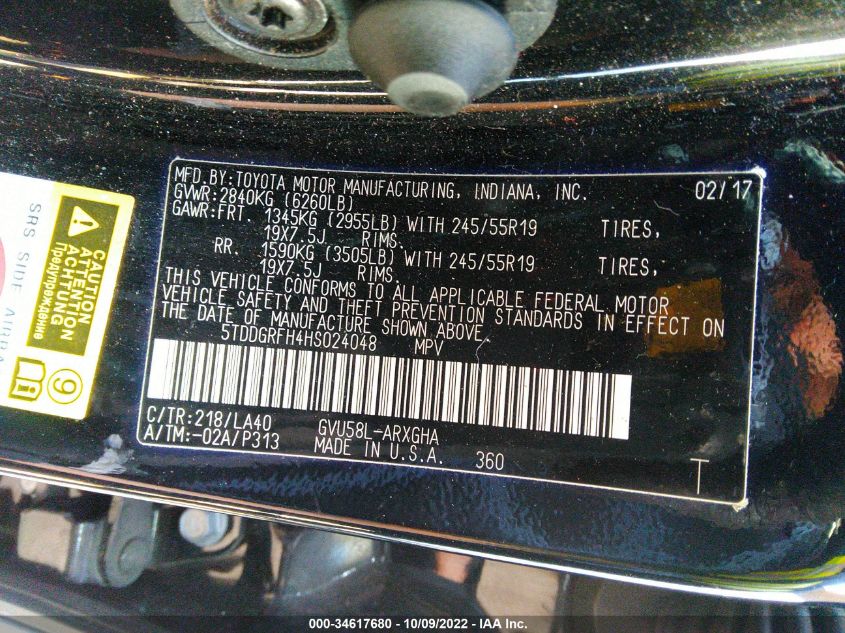 MFD.BY:TOYOTA MOTOR MANUFACTURING, INDIANA, INC. 02/17
GVWR:2840KG (6260LB)
GAWR:FRT. 1345KG (2955LB) WITH 245/55R19 TIRES,
19X7.5J RIMS.
RR. 1590KG (3505LB) WITH 245/55R19 TIRES,
19X7.5J RIMS.
THIS VEHICLE CONFORMS TO ALL APPLICABLE FEDERAL MOTOR
VEHICLE SAFETY AND THEFT PREVENTION STANDARDS IN EFFECT ON
THE DATE OF MANUFACTURE SHOWN ABOVE.
5TDDGRFH4HS024048 MPV
C/TR:218/LA40 GVU58L-ARXGHA
A/TM:-02A/P313 MADE IN U.S.A. 360
T
CAUTION
ATTENTION
ACHTUNG
Предупреждение
9
SRS SIDE AIRBA
000-34617680 - 10/09/2022 - IAA Inc.